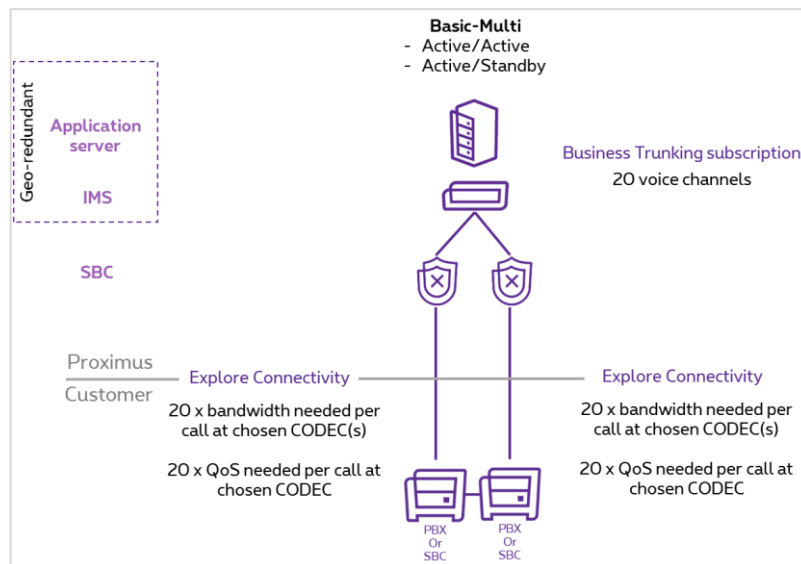 Basic-Multi
- Active/Active
- Active/Standby
Geo-redundant
Application
server
IMS
SBC
Business Trunking subscription
20 voice channels
Proximus
Customer
Explore Connectivity
20 x bandwidth needed per
call at chosen CODEC(s)
20 x QoS needed per call at
chosen CODEC
Explore Connectivity
20 x bandwidth needed per
call at chosen CODEC(s)
20 x QoS needed per call at
chosen CODEC
PBX
Or
SBC
PBX
Or
SBC